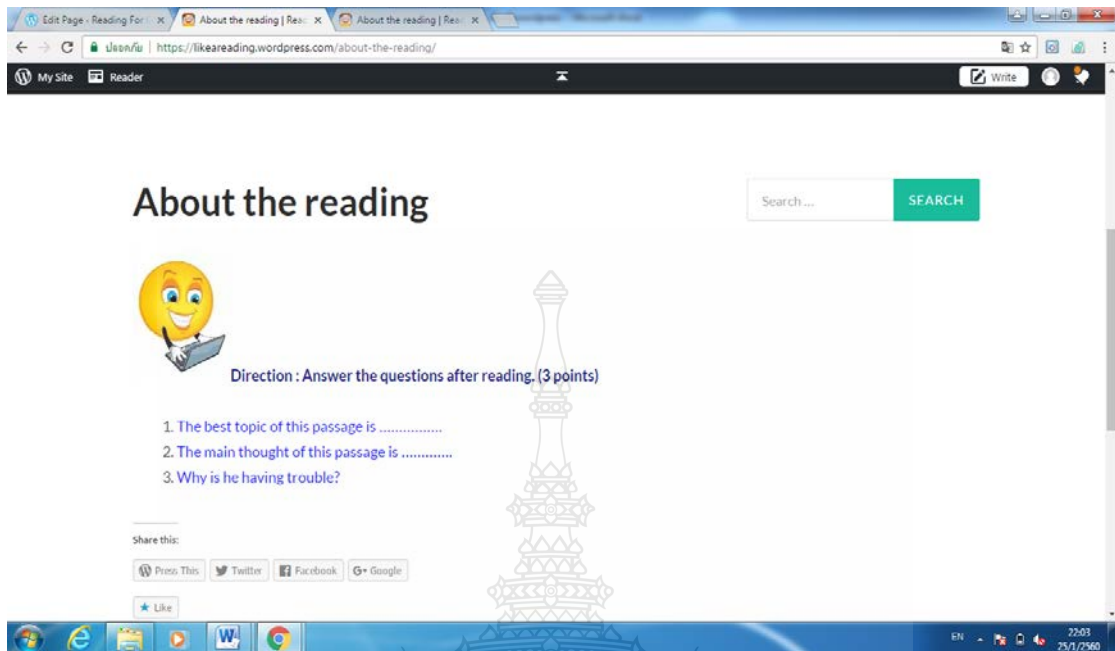 Edit Page ‹ Reading For
About the reading | Reac
About the reading | Reac
ปลอดภัย | https://likeareading.wordpress.com/about-the-reading/
My Site Reader Write
About the reading
Search ... SEARCH
Direction : Answer the questions after reading. (3 points)
1. The best topic of this passage is ................
2. The main thought of this passage is .............
3. Why is he having trouble?
Share this:
Press This Twitter Facebook G+ Google
Like
EN 22:03
25/1/2560